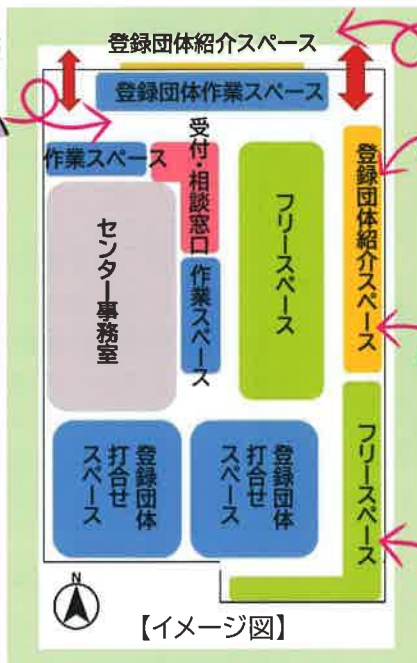 登録団体紹介スペース
登録団体作業スペース
作業スペース
受付・相談窓口
作業スペース
センター事務室
フリースペース
登録団体紹介スペース
登録団体
打合せ
スペース
登録団体
打合せ
スペース
フリースペース
N
【イメージ図】